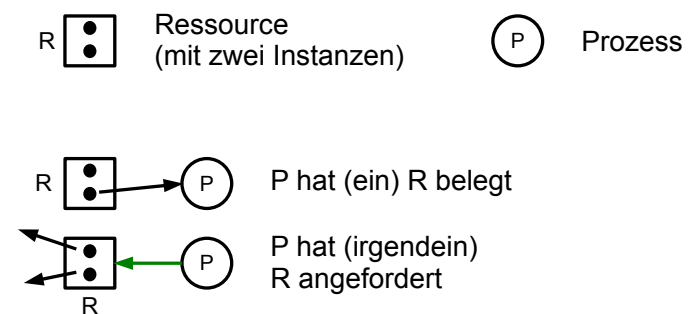 R
Ressource
(mit zwei Instanzen)
P
Prozess
R
P
P hat (ein) R belegt
P
P hat (irgendein)
R angefordert
R